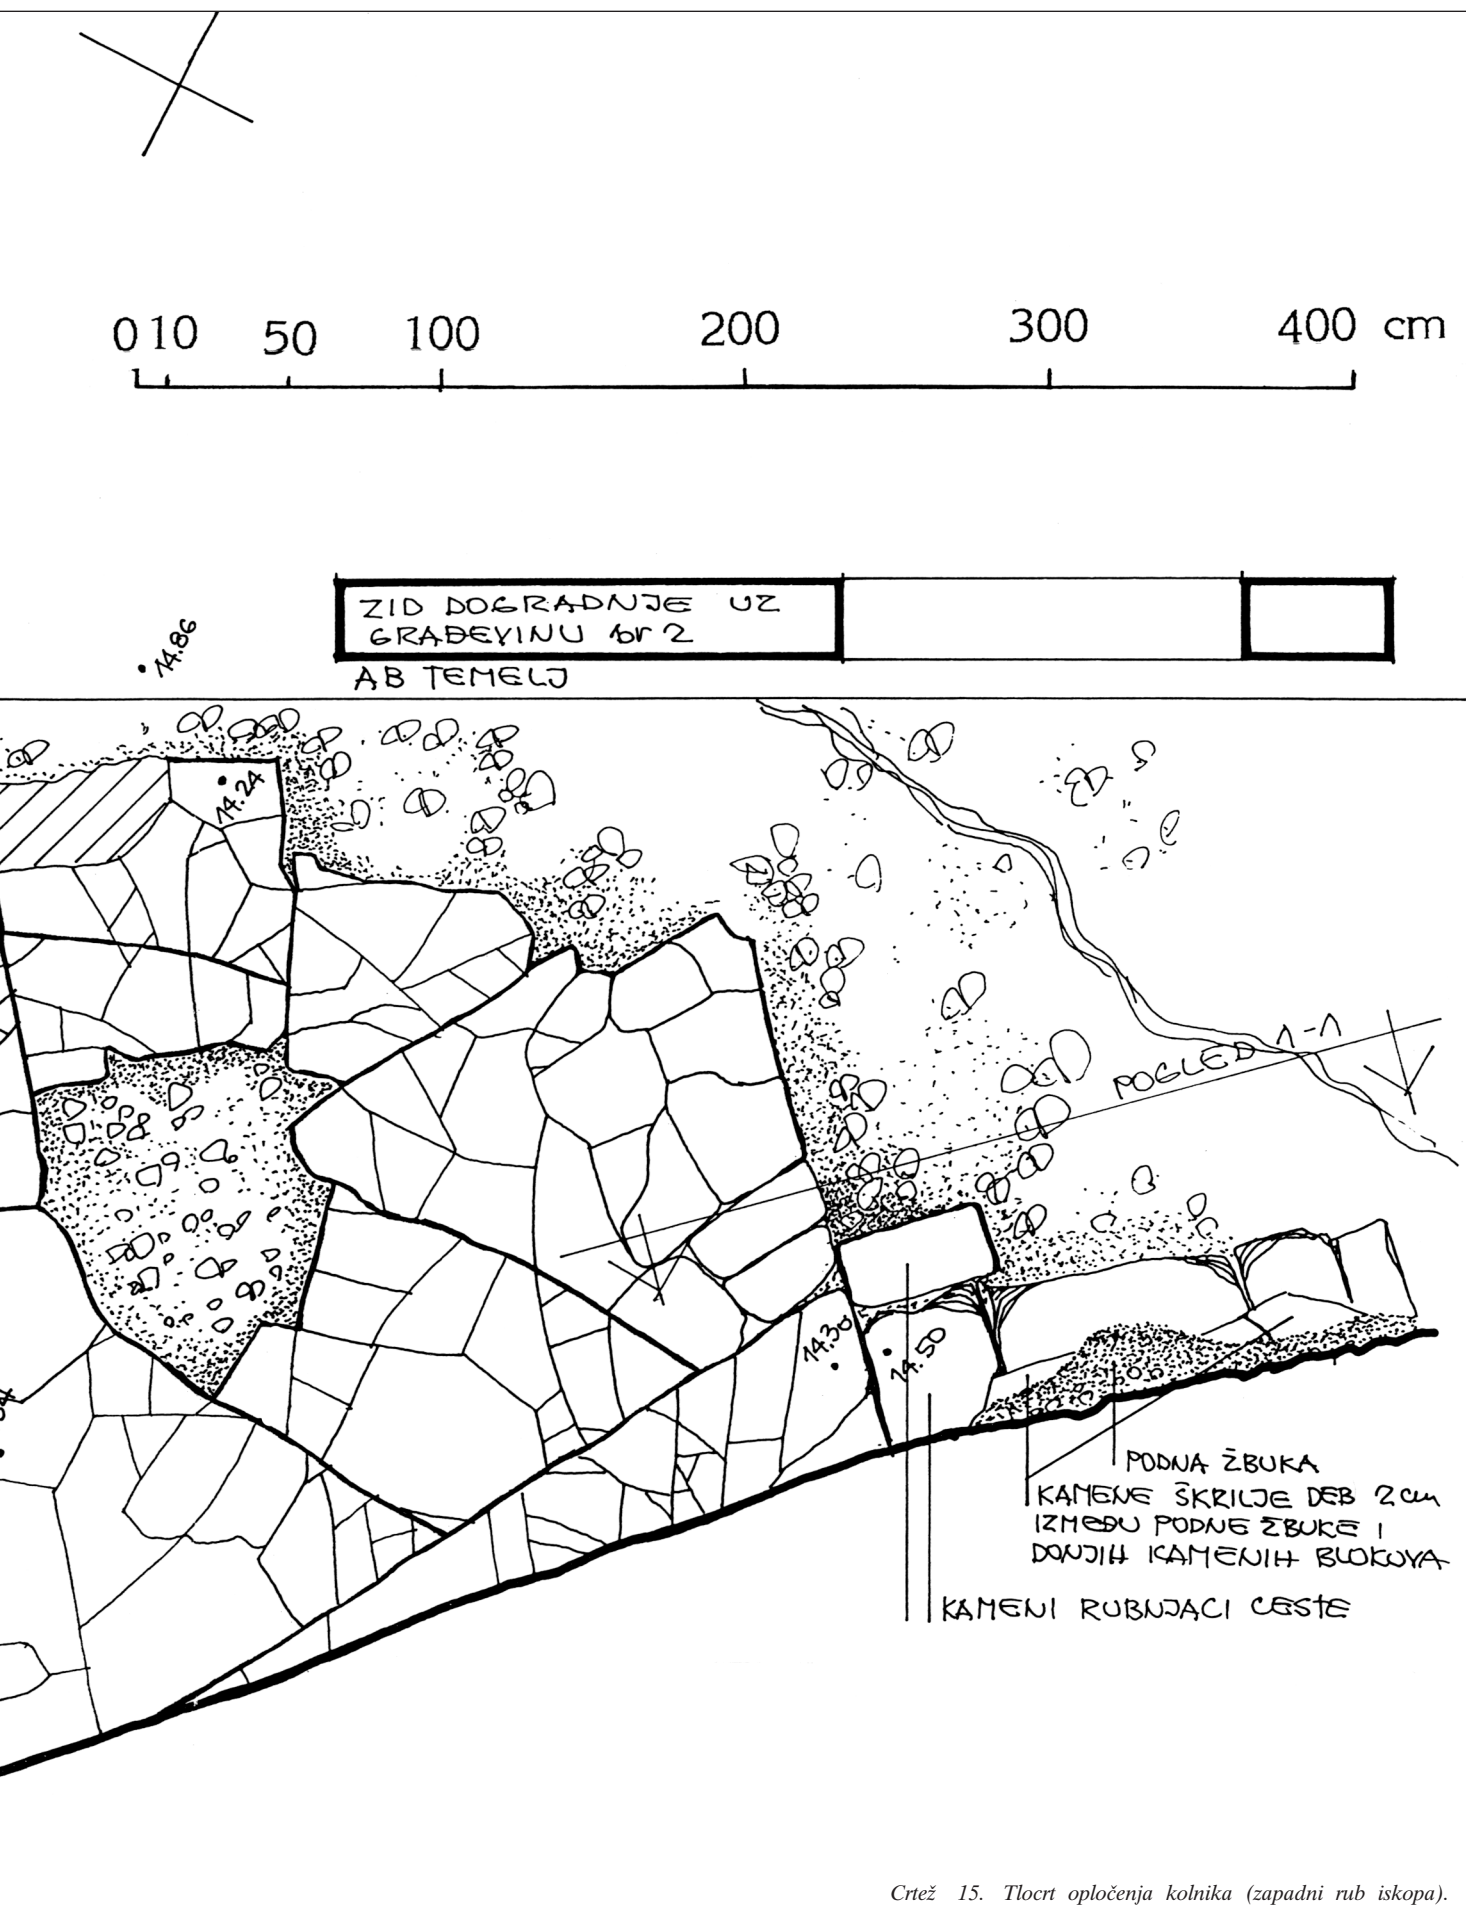 0 10 50 100 200 300 400 cm
ZID DOGRADNJE UZ
GRAĐEVINU br 2
AB TEMELJ
14.86
14.24
POGLED 1-1
14.30
14.50
PODNA ŽBUKA
KAMENE ŠKRILJE DEB 2 cm
IZMEĐU PODNE ŽBUKE I
DONJIH KAMENIH BLOKOVA
KAMENI RUBNJACI CESTE
Crtež 15. Tlocrt opločenja kolnika (zapadni rub iskopa).